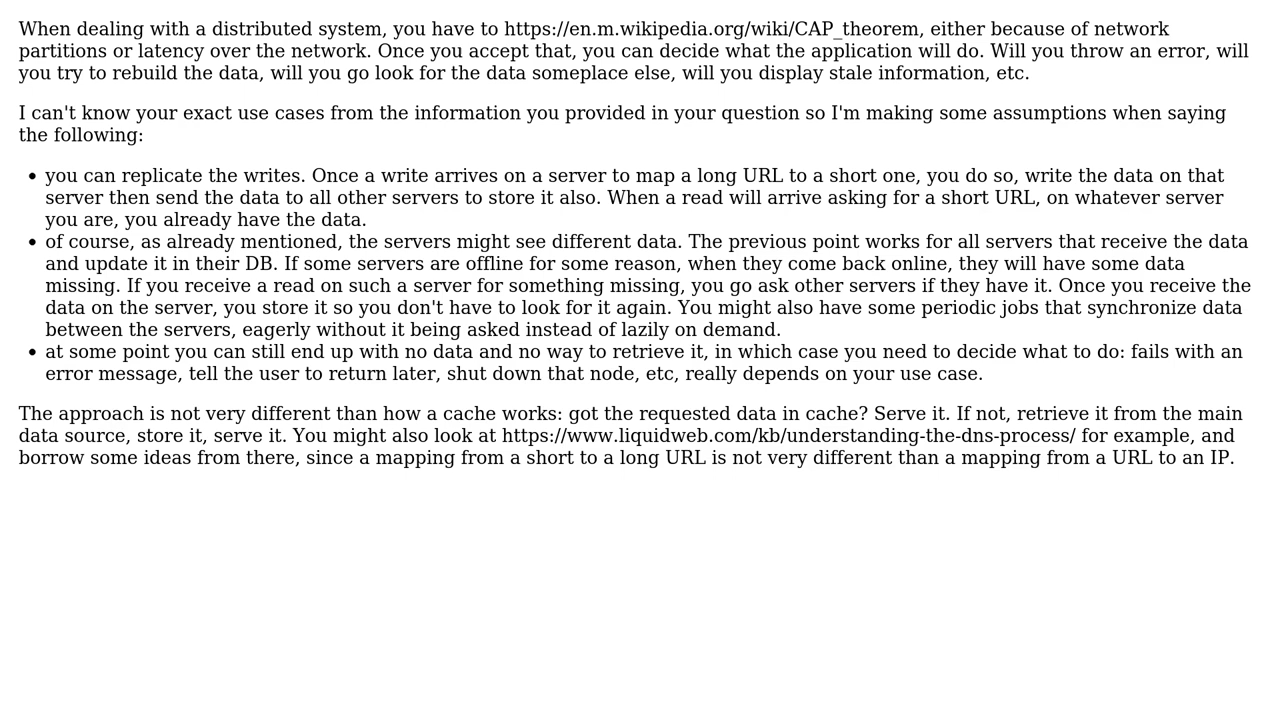 When dealing with a distributed system, you have to https://en.m.wikipedia.org/wiki/CAP_theorem, either because of network
partitions or latency over the network. Once you accept that, you can decide what the application will do. Will you throw an error, will
you try to rebuild the data, will you go look for the data someplace else, will you display stale information, etc.
I can't know your exact use cases from the information you provided in your question so I'm making some assumptions when saying
the following:
• you can replicate the writes. Once a write arrives on a server to map a long URL to a short one, you do so, write the data on that
server then send the data to all other servers to store it also. When a read will arrive asking for a short URL, on whatever server
you are, you already have the data.
• of course, as already mentioned, the servers might see different data. The previous point works for all servers that receive the data
and update it in their DB. If some servers are offline for some reason, when they come back online, they will have some data
missing. If you receive a read on such a server for something missing, you go ask other servers if they have it. Once you receive the
data on the server, you store it so you don't have to look for it again. You might also have some periodic jobs that synchronize data
between the servers, eagerly without it being asked instead of lazily on demand.
• at some point you can still end up with no data and no way to retrieve it, in which case you need to decide what to do: fails with an
error message, tell the user to return later, shut down that node, etc, really depends on your use case.
The approach is not very different than how a cache works: got the requested data in cache? Serve it. If not, retrieve it from the main
data source, store it, serve it. You might also look at https://www.liquidweb.com/kb/understanding-the-dns-process/ for example, and
borrow some ideas from there, since a mapping from a short to a long URL is not very different than a mapping from a URL to an IP.